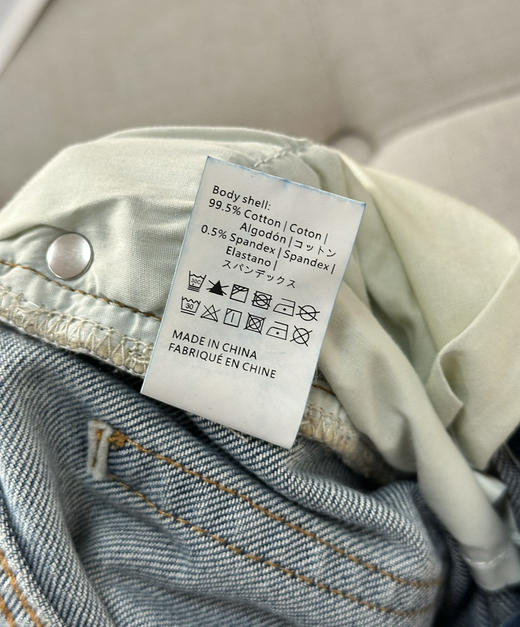 Body shell:
99.5% Cotton | Coton |
Algodón | コットン
0.5% Spandex | Spandex |
Elastano |
スパンデックス
30
MADE IN CHINA
FABRIQUÉ EN CHINE